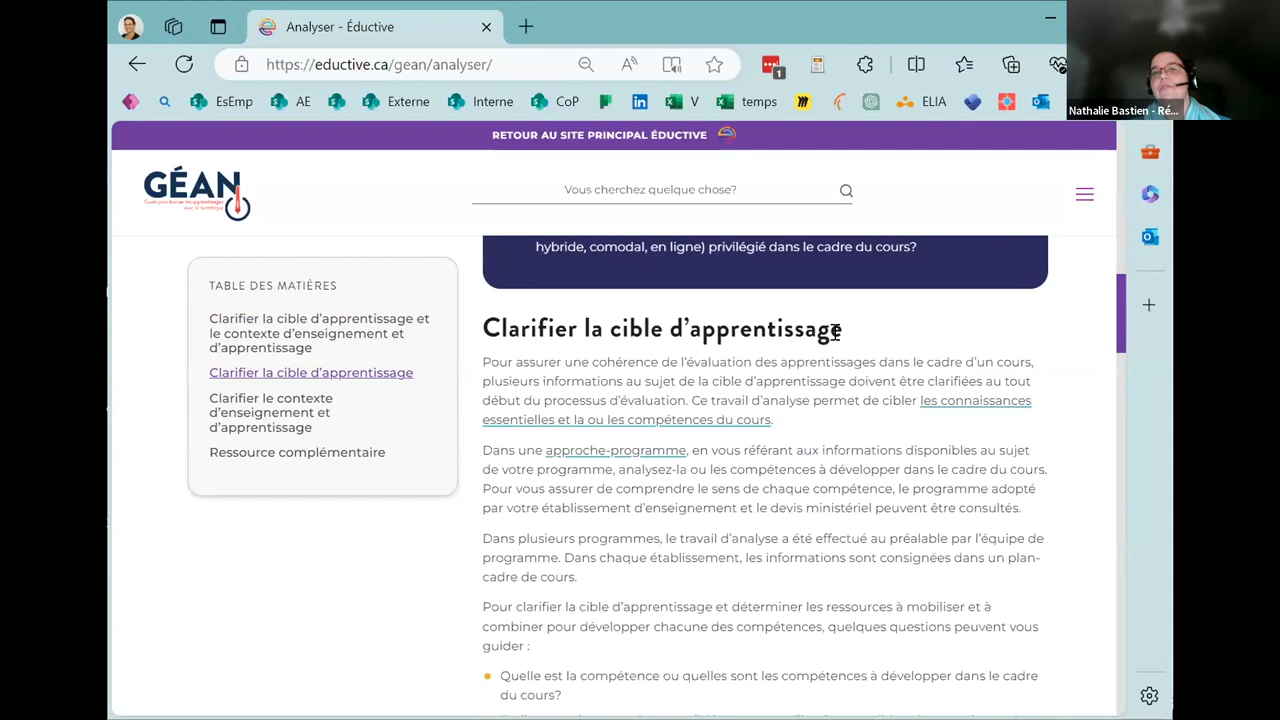 Analyser - Éductive
https://eductive.ca/gean/analyser/
1
EsEmp
AE
Externe
Interne
CoP
V
temps
ELIA
Nathalie Bastien - Ré...
RETOUR AU SITE PRINCIPAL ÉDUCTIVE
GÉAN
Guide pour évaluer les apprentissages
avec le numérique
Vous cherchez quelque chose?
hybride, comodal, en ligne) privilégié dans le cadre du cours?
TABLE DES MATIÈRES
Clarifier la cible d'apprentissage et
le contexte d'enseignement et
d'apprentissage
Clarifier la cible d'apprentissage
Clarifier le contexte
d'enseignement et
d'apprentissage
Ressource complémentaire
Clarifier la cible d'apprentissage
Pour assurer une cohérence de l'évaluation des apprentissages dans le cadre d'un cours,
plusieurs informations au sujet de la cible d'apprentissage doivent être clarifiées au tout
début du processus d'évaluation. Ce travail d'analyse permet de cibler les connaissances
essentielles et la ou les compétences du cours.
Dans une approche-programme, en vous référant aux informations disponibles au sujet
de votre programme, analysez-la ou les compétences à développer dans le cadre du cours.
Pour vous assurer de comprendre le sens de chaque compétence, le programme adopté
par votre établissement d'enseignement et le devis ministériel peuvent être consultés.
Dans plusieurs programmes, le travail d'analyse a été effectué au préalable par l'équipe de
programme. Dans chaque établissement, les informations sont consignées dans un plan-
cadre de cours.
Pour clarifier la cible d'apprentissage et déterminer les ressources à mobiliser et à
combiner pour développer chacune des compétences, quelques questions peuvent vous
guider :
Quelle est la compétence ou quelles sont les compétences à développer dans le cadre
du cours?